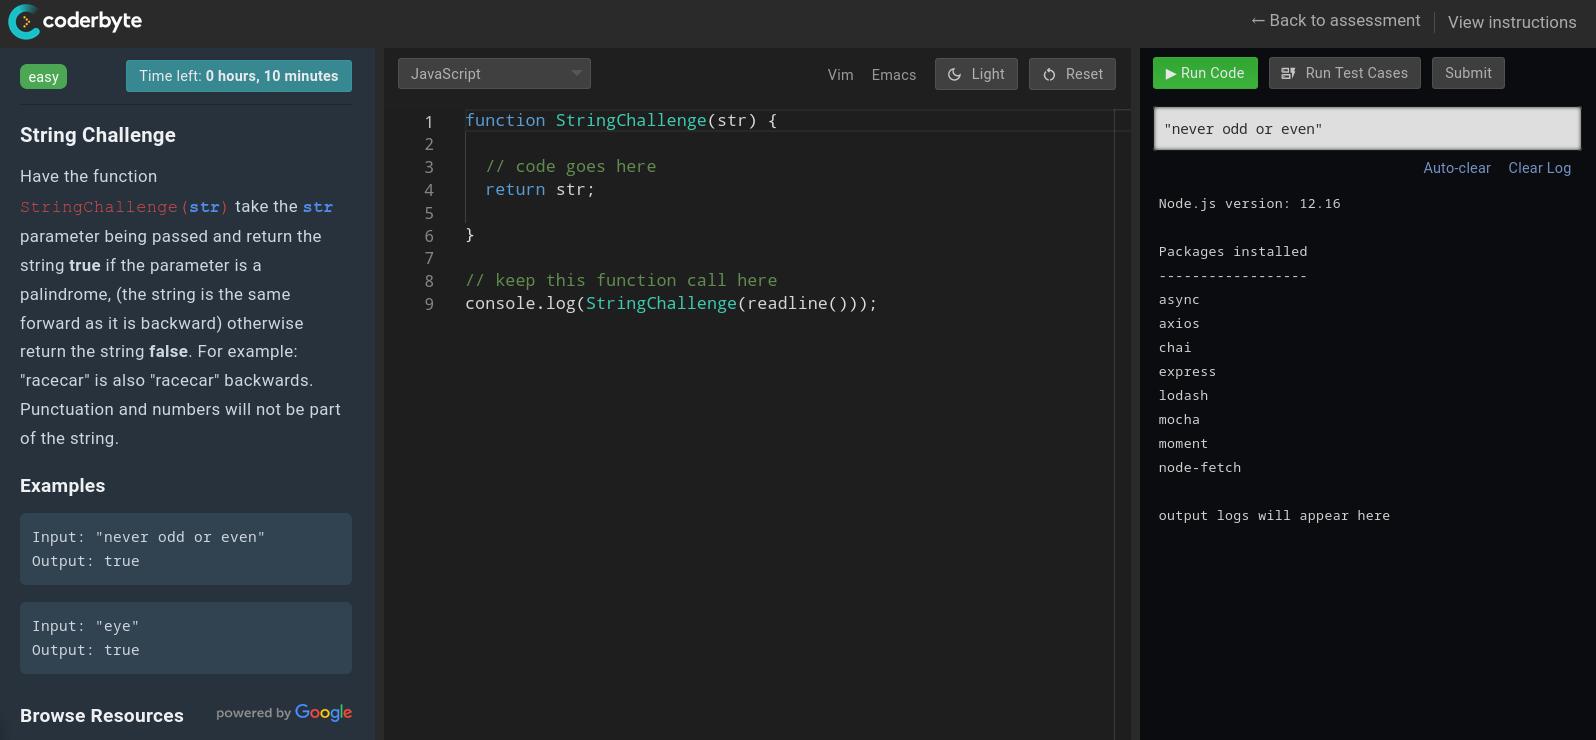 coderbyte
← Back to assessment
View instructions
easy
Time left: 0 hours, 10 minutes
String Challenge
Have the function
StringChallenge(str) take the str
parameter being passed and return the
string true if the parameter is a
palindrome, (the string is the same
forward as it is backward) otherwise
return the string false. For example:
"racecar" is also "racecar" backwards.
Punctuation and numbers will not be part
of the string.
Examples
Input: "never odd or even"
Output: true
Input: "eye"
Output: true
Browse Resources
powered by Google
JavaScript
Vim
Emacs
Light
Reset
1 function StringChallenge(str) {
2
3 // code goes here
4 return str;
5
6 }
7
8 // keep this function call here
9 console.log(StringChallenge(readline()));
▶ Run Code
Run Test Cases
Submit
"never odd or even"
Auto-clear
Clear Log
Node.js version: 12.16
Packages installed
------------------
async
axios
chai
express
lodash
mocha
moment
node-fetch
output logs will appear here